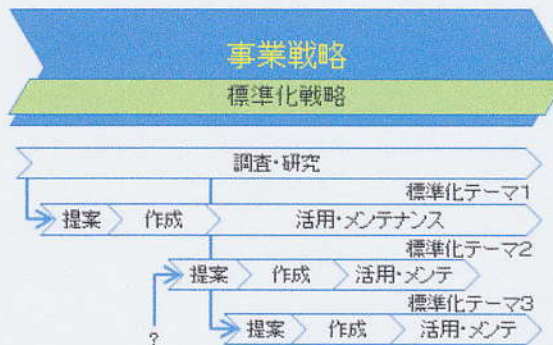 事業戦略
標準化戦略
調査・研究
標準化テーマ1
提案 作成 活用・メンテナンス
標準化テーマ2
提案 作成 活用・メンテ
標準化テーマ3
? 提案 作成 活用・メンテ